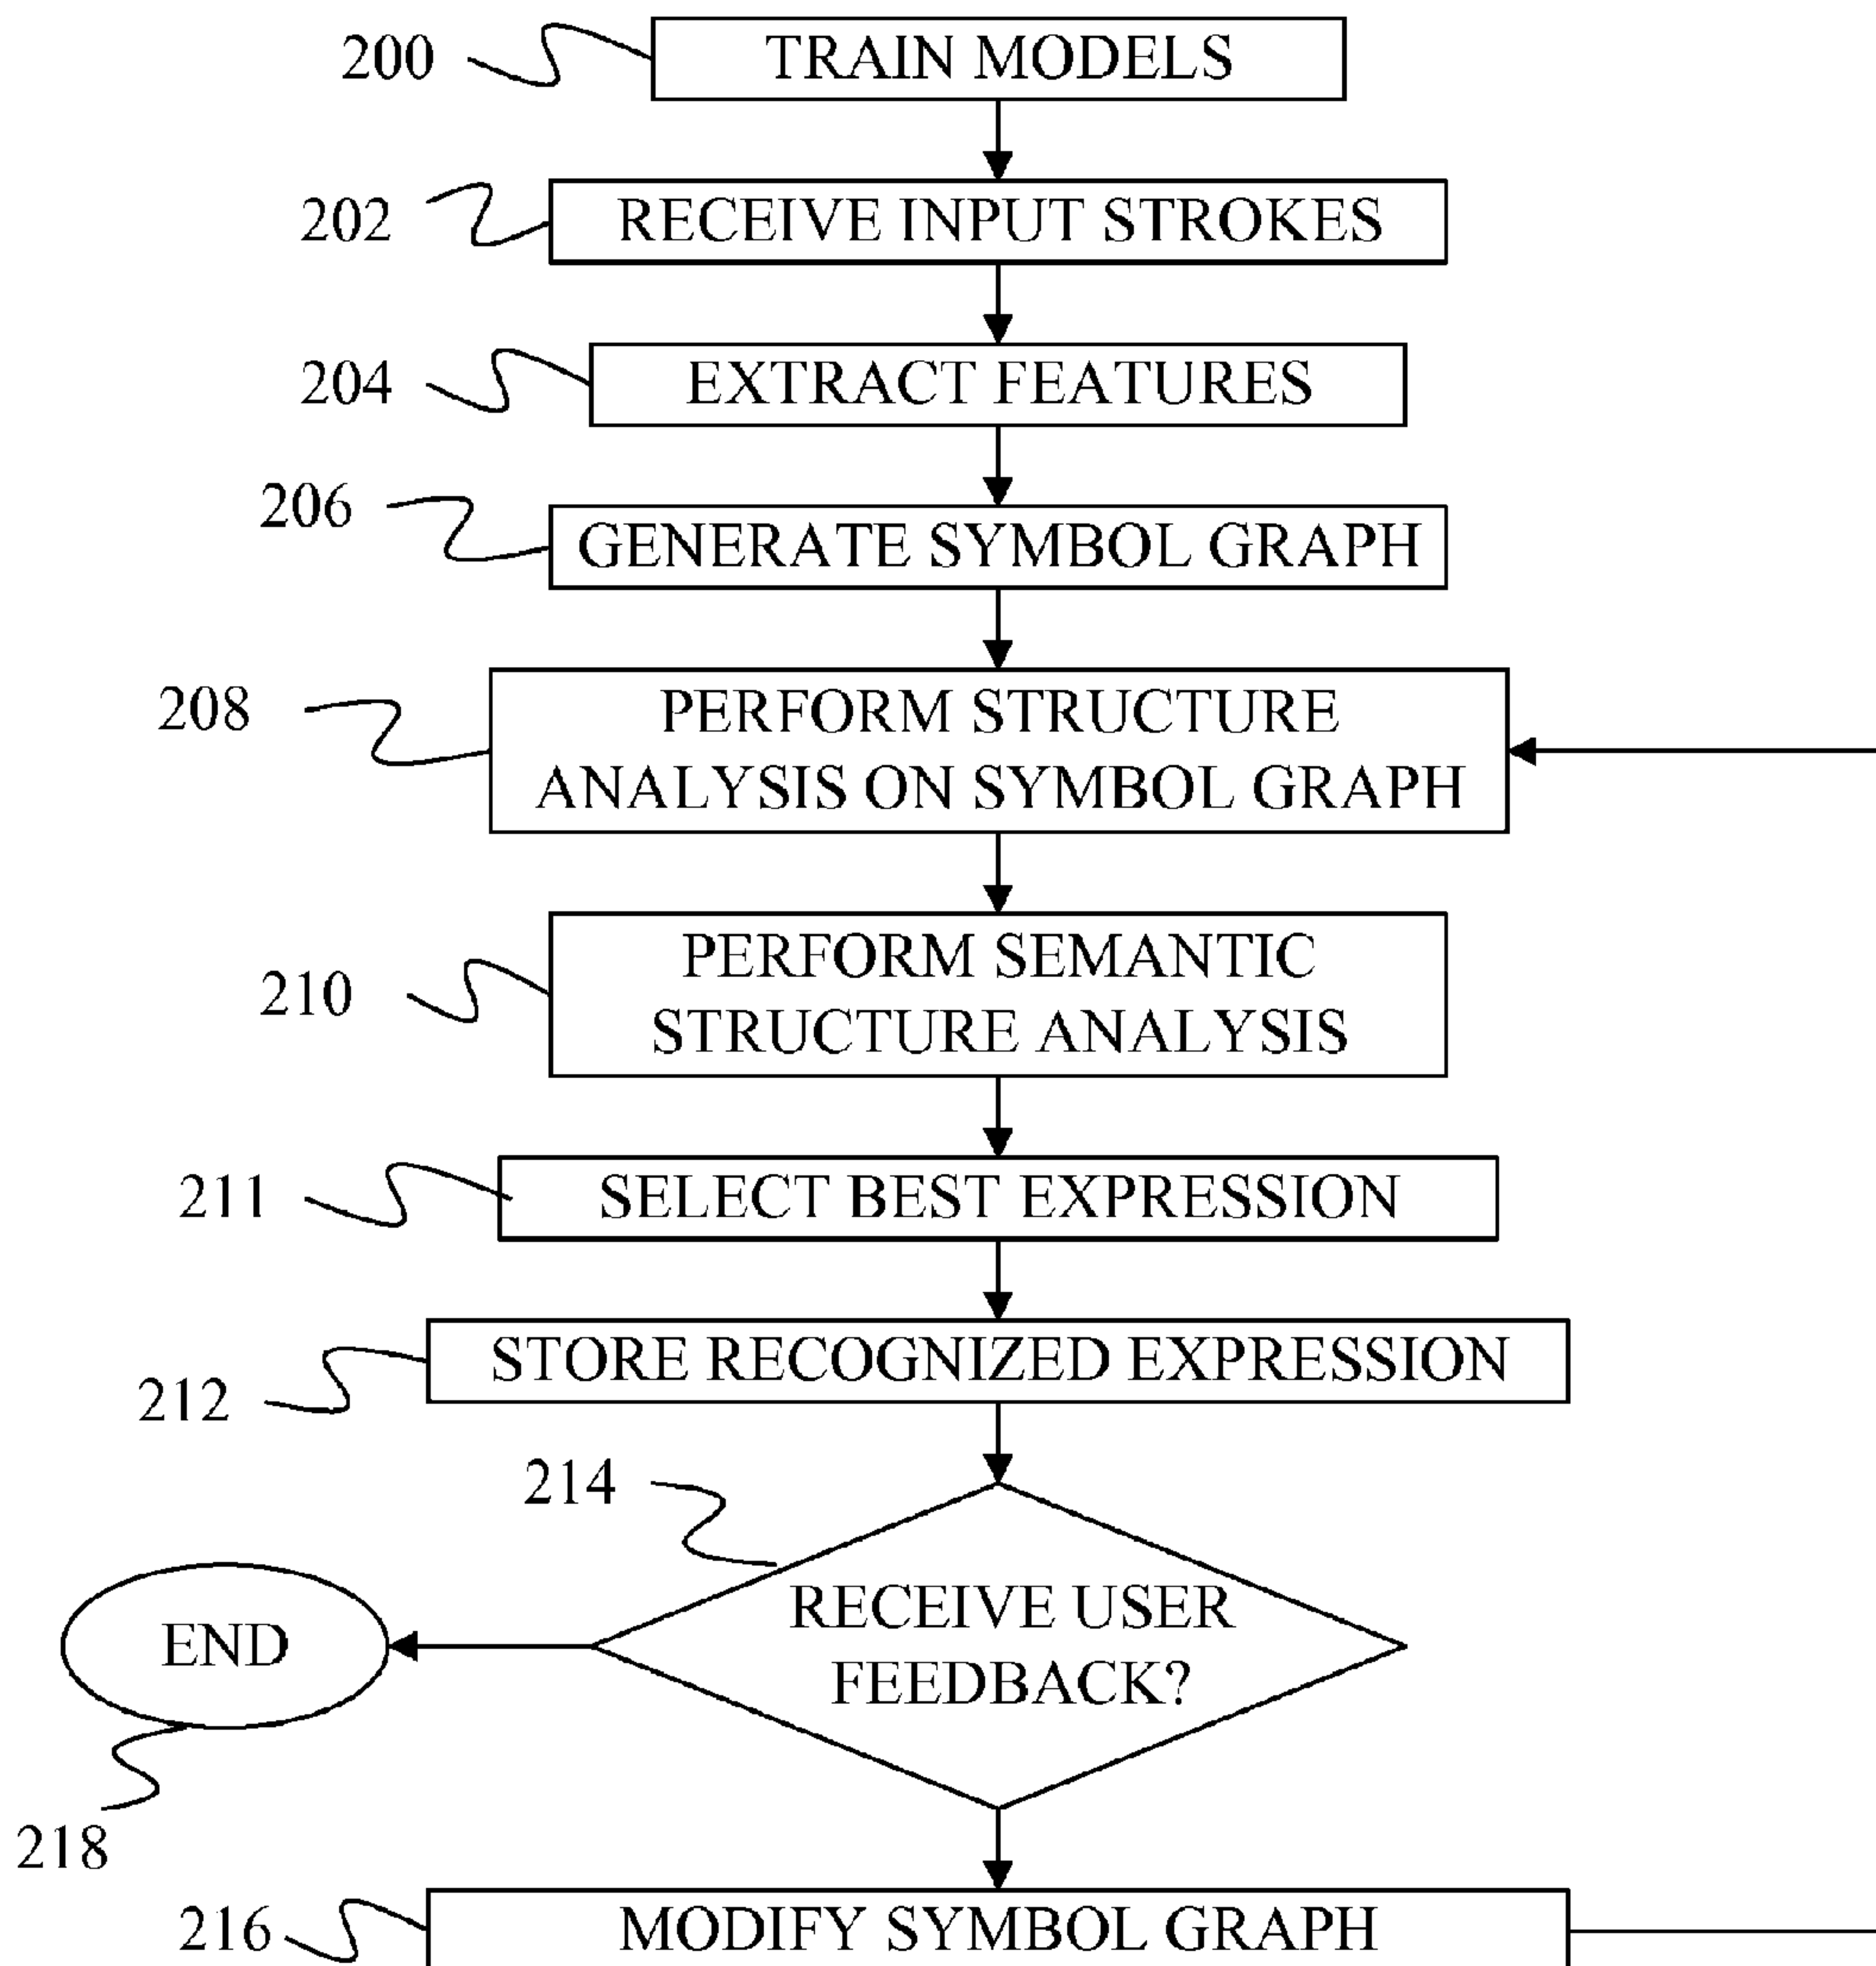 200
TRAIN MODELS
202
RECEIVE INPUT STROKES
204
EXTRACT FEATURES
206
GENERATE SYMBOL GRAPH
208
PERFORM STRUCTURE
ANALYSIS ON SYMBOL GRAPH
210
PERFORM SEMANTIC
STRUCTURE ANALYSIS
211
SELECT BEST EXPRESSION
212
STORE RECOGNIZED EXPRESSION
214
RECEIVE USER
FEEDBACK?
END
218
216
MODIFY SYMBOL GRAPH